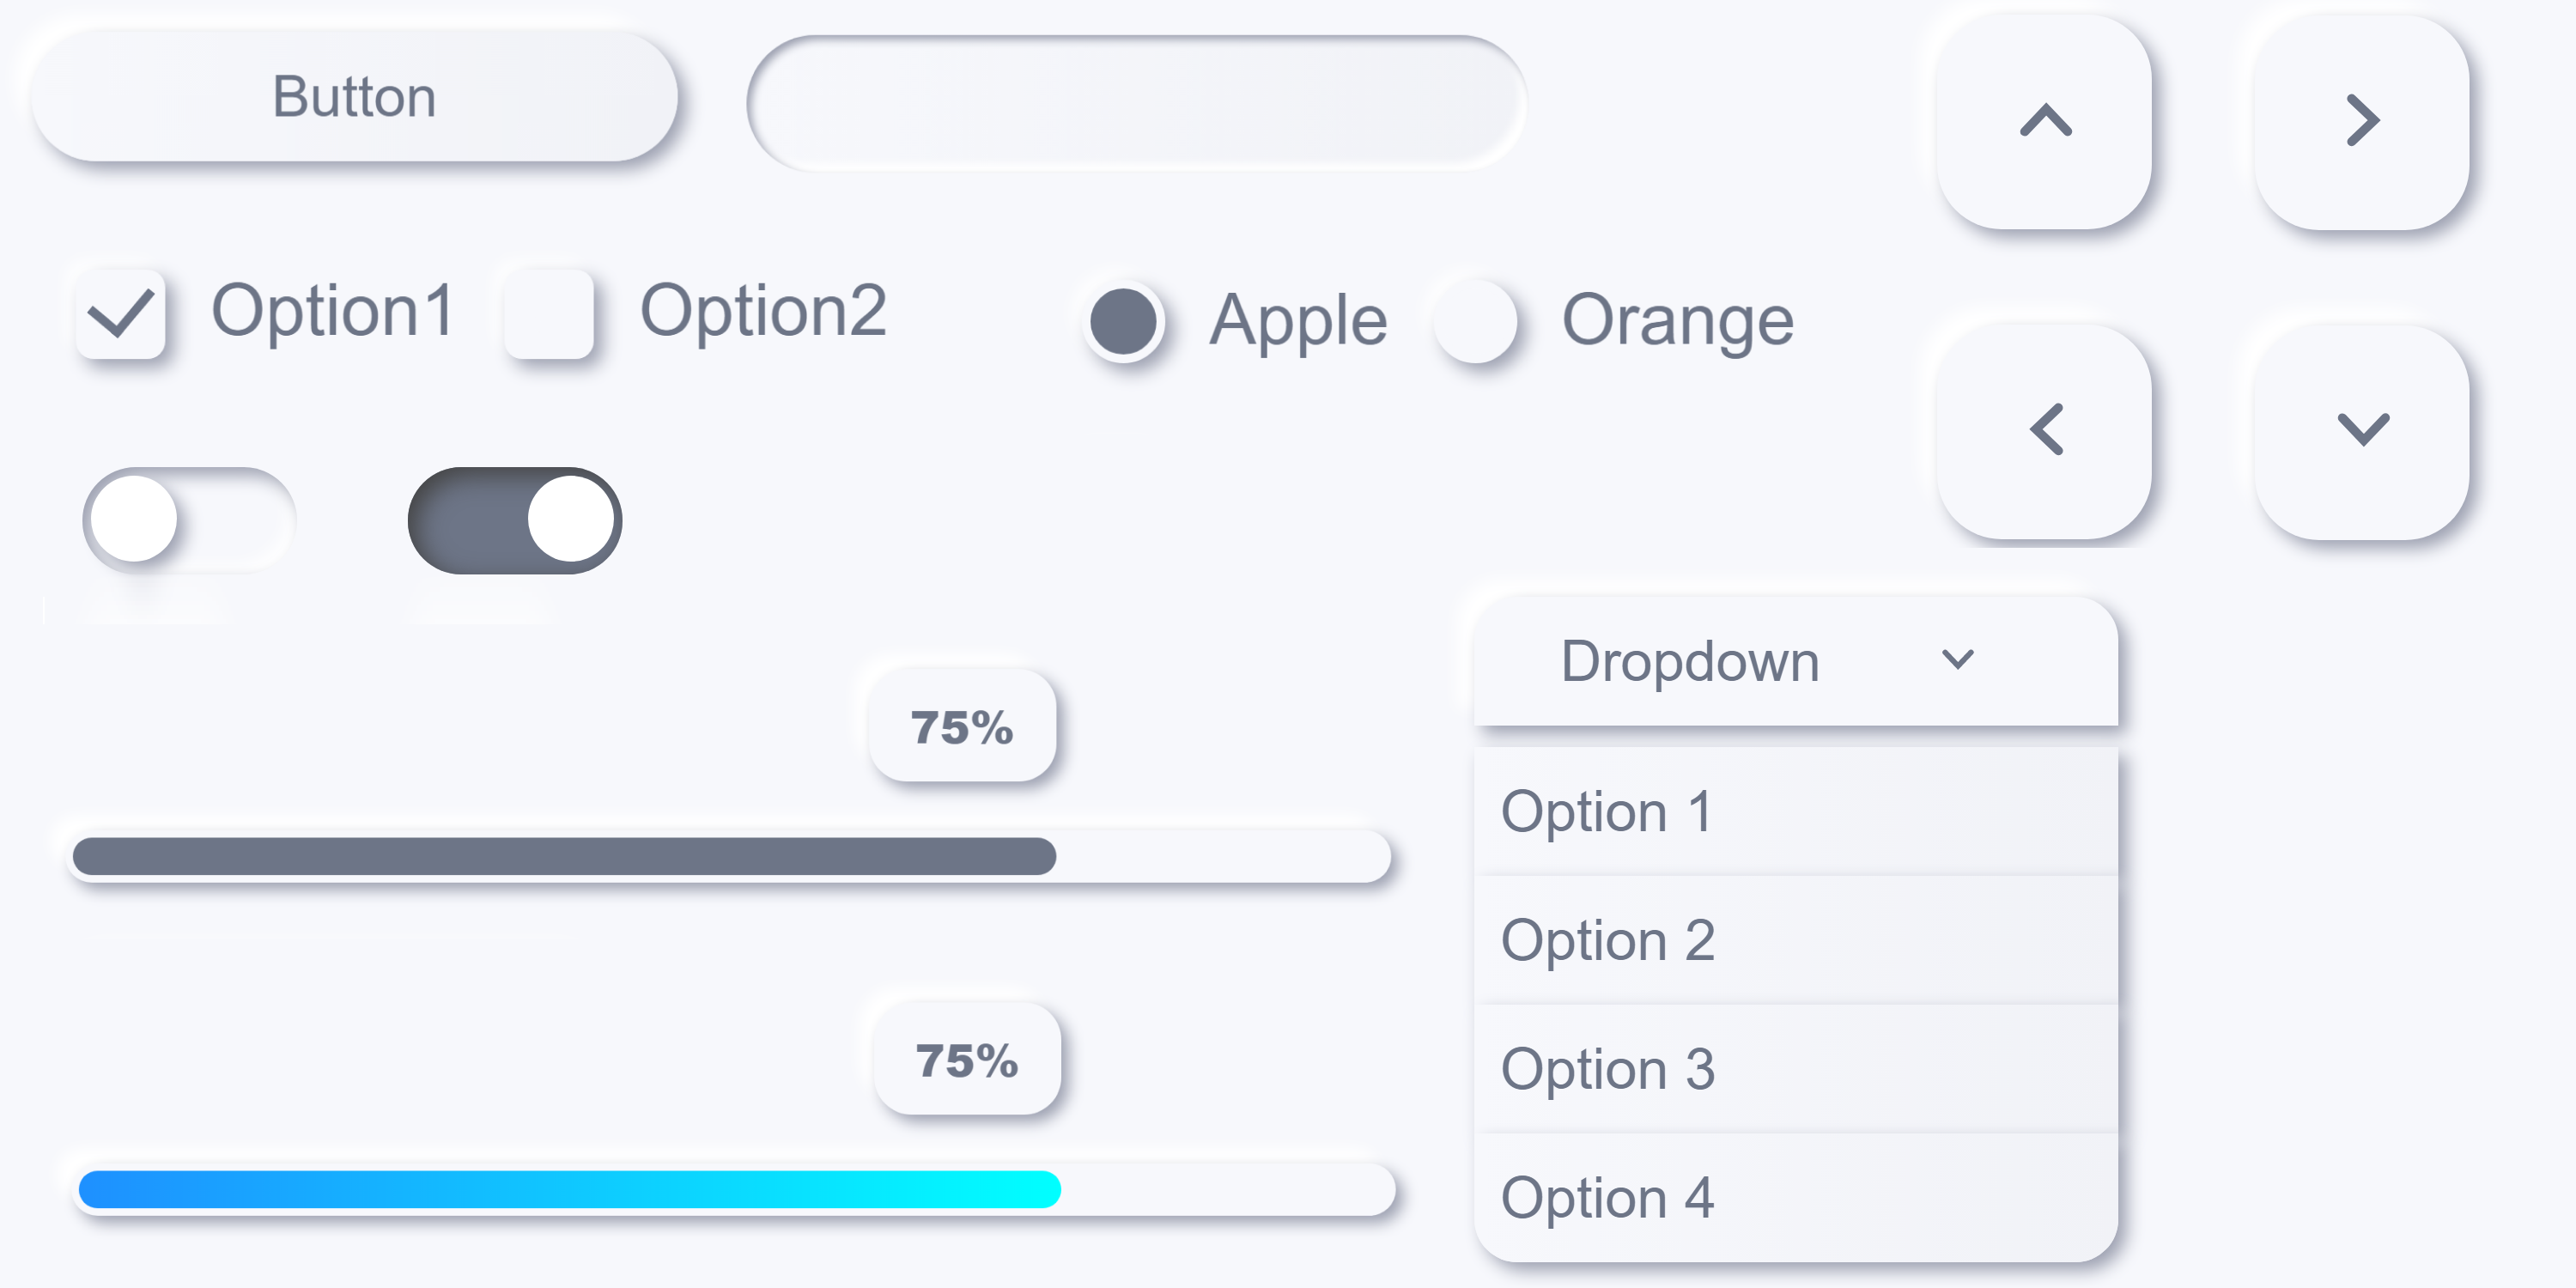 Button
Option1
Option2
Apple
Orange
Dropdown
75%
Option 1
Option 2
Option 3
Option 4
75%